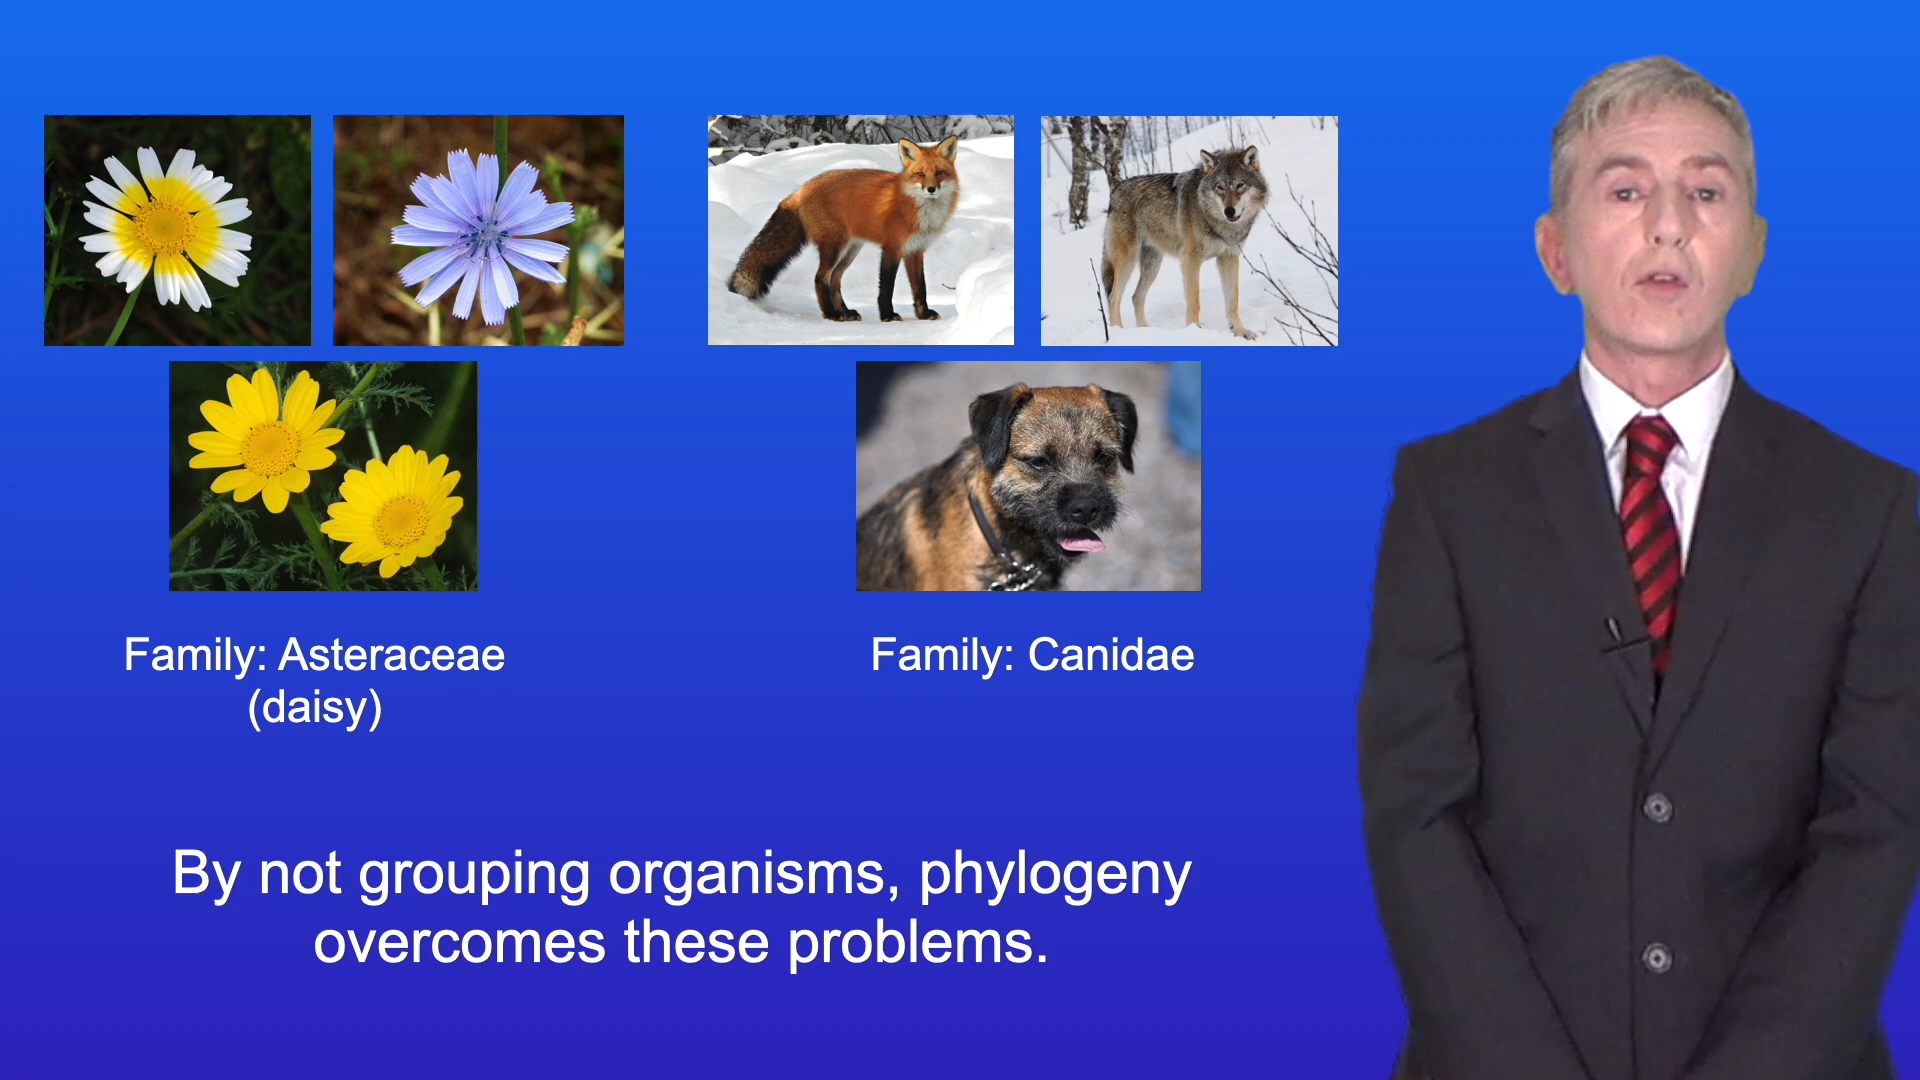 Family: Asteraceae
(daisy)
Family: Canidae
By not grouping organisms, phylogeny
overcomes these problems.